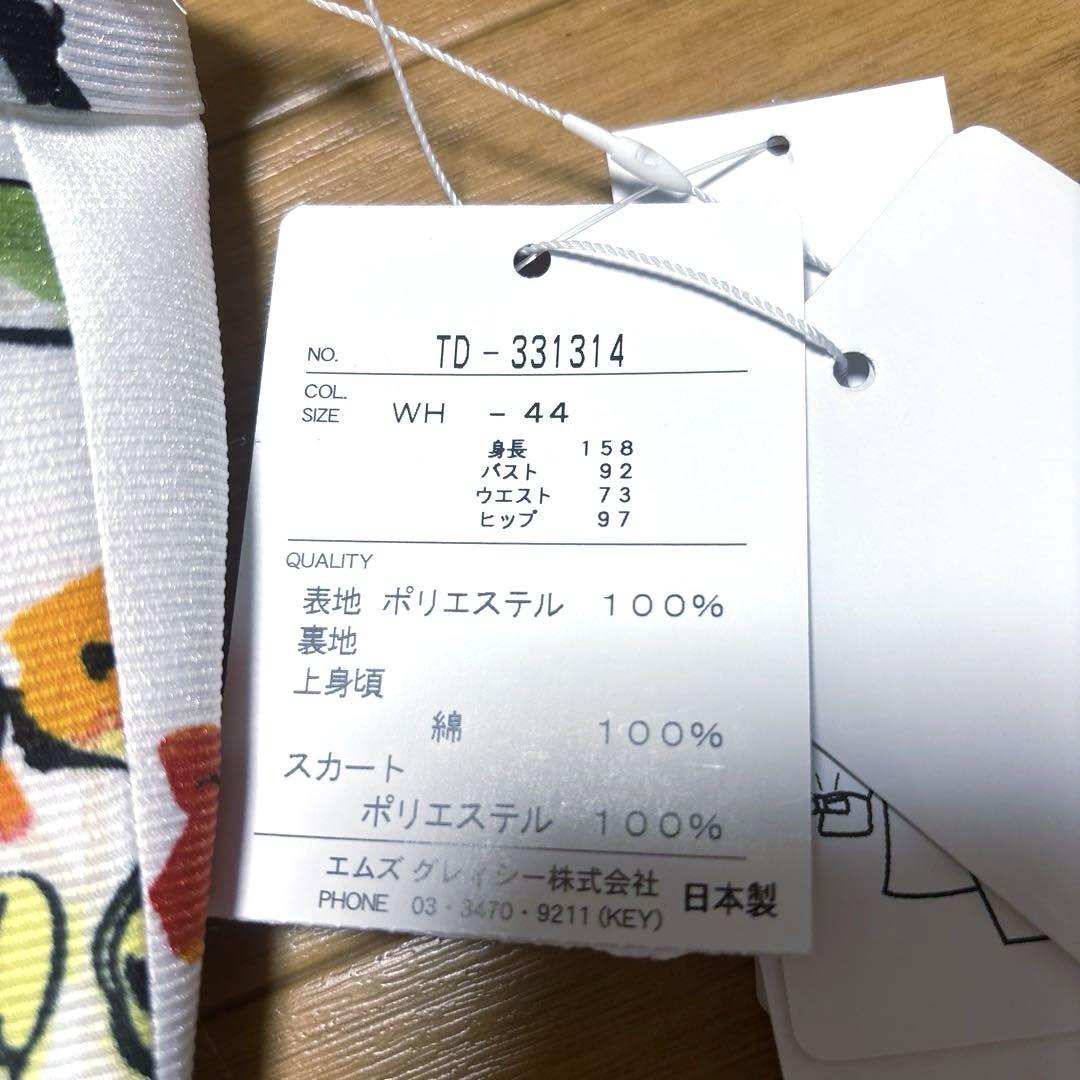 NO. TD-331314
COL.
SIZE WH -44
身長 158
バスト 92
ウエスト 73
ヒップ 97
QUALITY
表地 ポリエステル 100%
裏地
上身頃
綿 100%
スカート
ポリエステル 100%
エムズ グレイシー株式会社 日本製
PHONE 03・3470・9211(KEY)